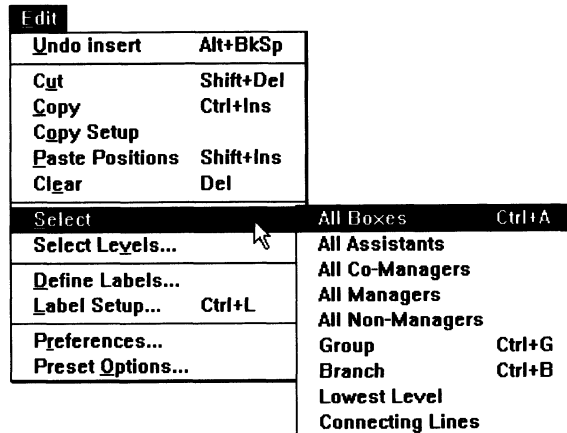 Edit
Undo insert Alt+BkSp
Cut Shift+Del
Copy Ctrl+Ins
Copy Setup
Paste Positions Shift+Ins
Clear Del
Select
Select Levels...
Define Labels...
Label Setup... Ctrl+L
Preferences...
Preset Options...
All Boxes Ctrl+A
All Assistants
All Co-Managers
All Managers
All Non-Managers
Group Ctrl+G
Branch Ctrl+B
Lowest Level
Connecting Lines